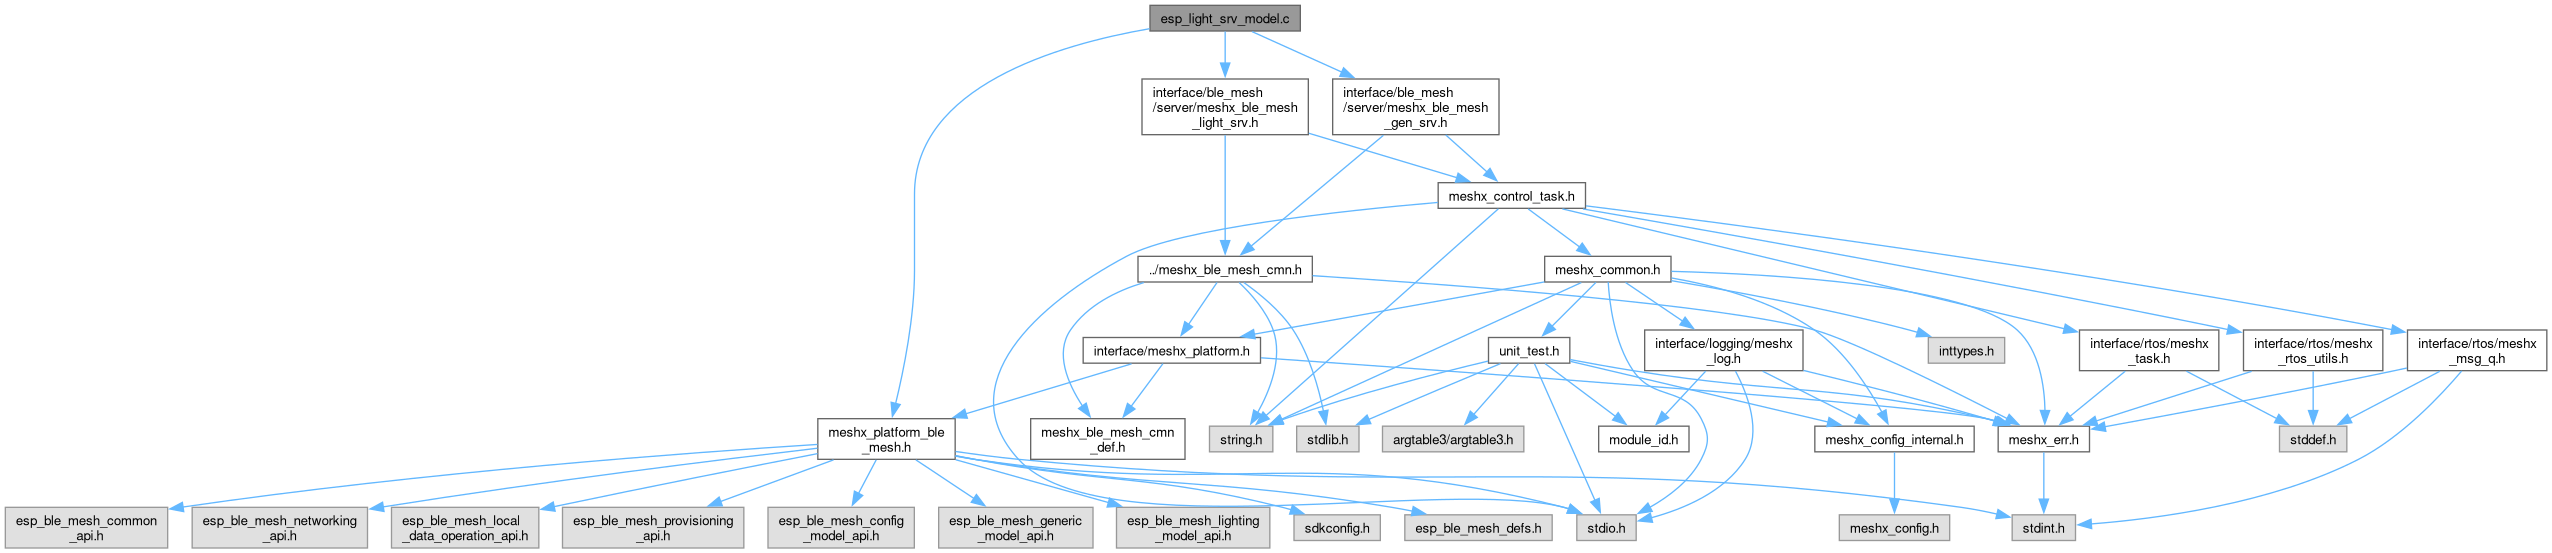 esp_light_srv_model.c
interface/ble_mesh
/server/meshx_ble_mesh
_light_srv.h
interface/ble_mesh
/server/meshx_ble_mesh
_gen_srv.h
meshx_control_task.h
../meshx_ble_mesh_cmn.h
meshx_common.h
interface/meshx_platform.h
unit_test.h
interface/logging/meshx
_log.h
inttypes.h
interface/rtos/meshx
_task.h
interface/rtos/meshx
_rtos_utils.h
interface/rtos/meshx
_msg_q.h
meshx_platform_ble
_mesh.h
meshx_ble_mesh_cmn
_def.h
string.h
stdlib.h
argtable3/argtable3.h
module_id.h
meshx_config_internal.h
meshx_err.h
stddef.h
esp_ble_mesh_common
_api.h
esp_ble_mesh_networking
_api.h
esp_ble_mesh_local
_data_operation_api.h
esp_ble_mesh_provisioning
_api.h
esp_ble_mesh_config
_model_api.h
esp_ble_mesh_generic
_model_api.h
esp_ble_mesh_lighting
_model_api.h
sdkconfig.h
esp_ble_mesh_defs.h
stdio.h
meshx_config.h
stdint.h